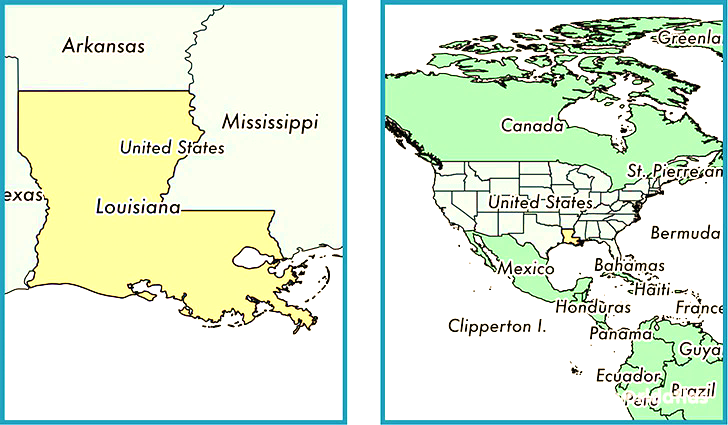 Arkansas
Mississippi
United States
exas
Louisiana
Greenla
Canada
St. Pierre an
United States
Bermuda
Mexico
Bahamas
Haiti
Honduras
France
Clipperton I.
Panama
Guya
Ecuador
Brazil
Peru